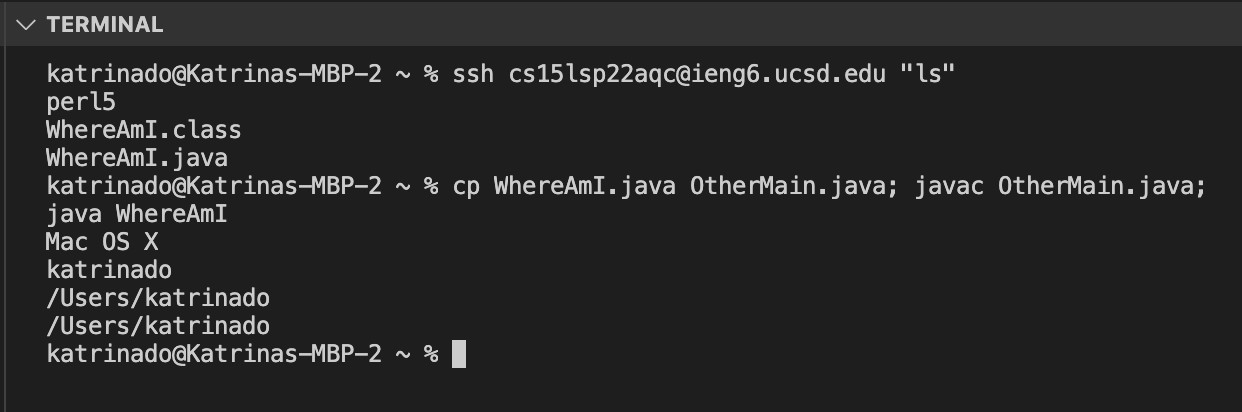 TERMINAL
katrinado@Katrinas-MBP-2 ~ % ssh cs15lsp22aqc@ieng6.ucsd.edu "ls"
perl5
WhereAmI.class
WhereAmI.java
katrinado@Katrinas-MBP-2 ~ % cp WhereAmI.java OtherMain.java; javac OtherMain.java;
java WhereAmI
Mac OS X
katrinado
/Users/katrinado
/Users/katrinado
katrinado@Katrinas-MBP-2 ~ %